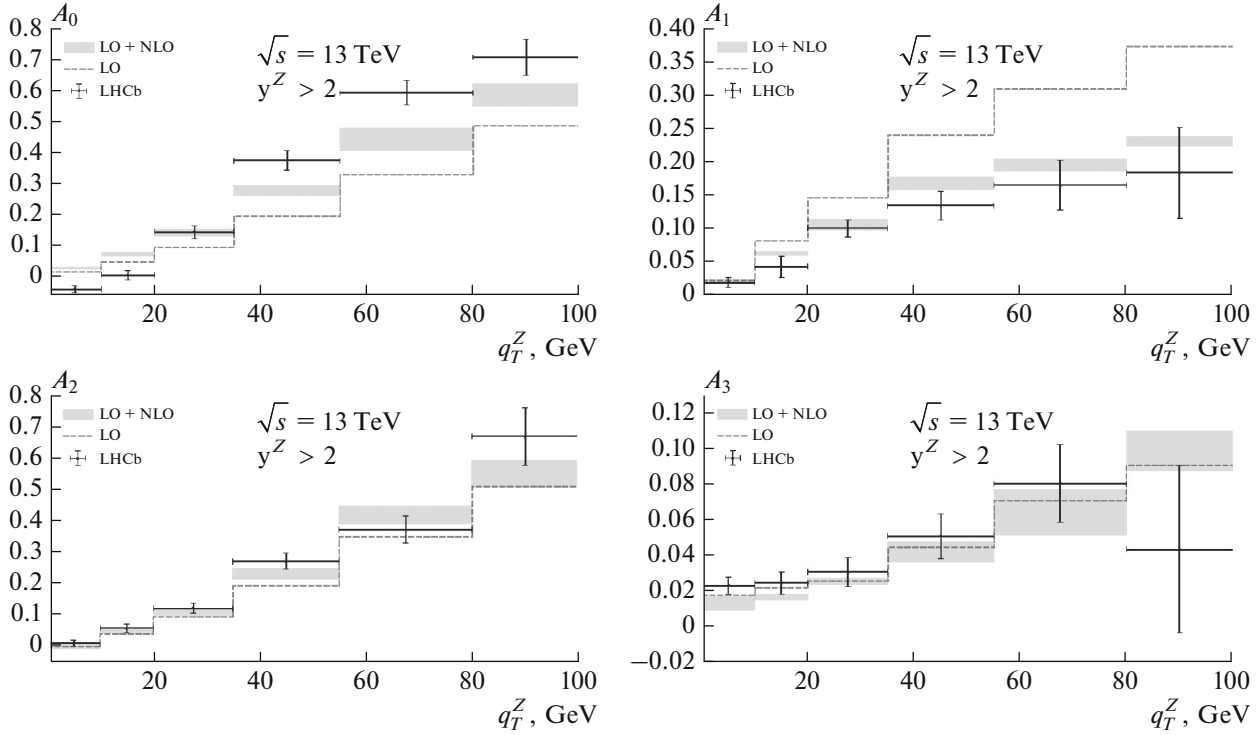 A₀
0.8
0.7
0.6
0.5
0.4
0.3
0.2
0.1
0
LO + NLO
LO
LHCb
√s = 13 TeV
y^Z > 2
20 40 60 80 100
q_T^Z, GeV
A₁
0.40
0.35
0.30
0.25
0.20
0.15
0.10
0.05
0
LO + NLO
LO
LHCb
√s = 13 TeV
y^Z > 2
20 40 60 80 100
q_T^Z, GeV
A₂
0.8
0.7
0.6
0.5
0.4
0.3
0.2
0.1
0
LO + NLO
LO
LHCb
√s = 13 TeV
y^Z > 2
20 40 60 80 100
q_T^Z, GeV
A₃
0.12
0.10
0.08
0.06
0.04
0.02
0
−0.02
LO + NLO
LO
LHCb
√s = 13 TeV
y^Z > 2
20 40 60 80 100
q_T^Z, GeV